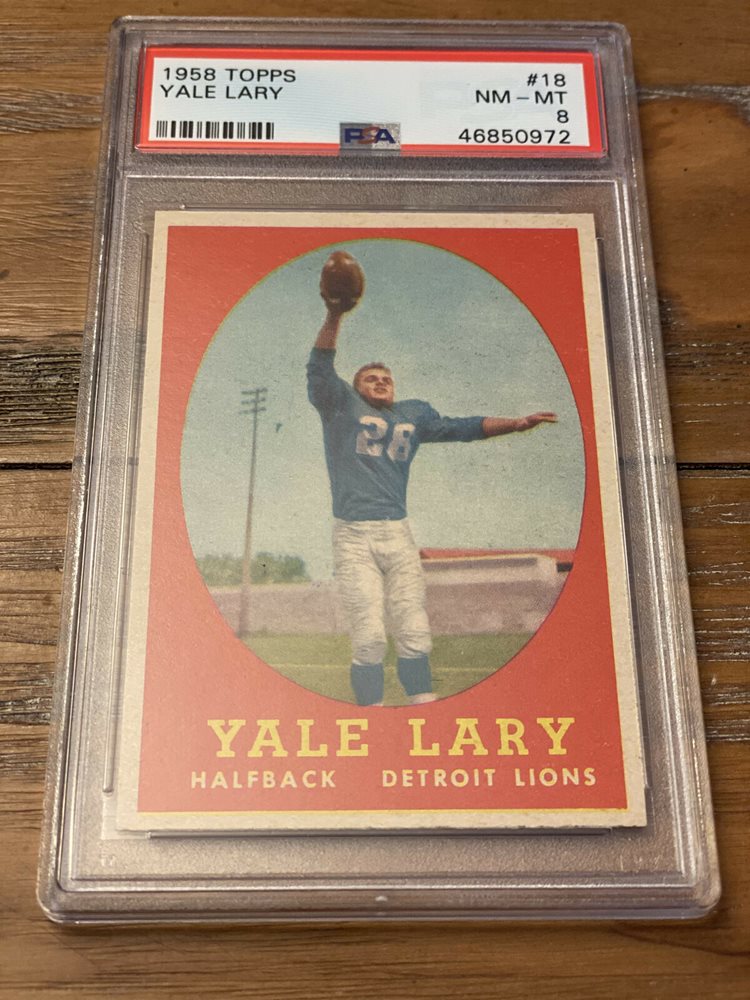 1958 TOPPS #18
YALE LARY NM - MT
8
PSA 46850972
28
YALE LARY
HALFBACK DETROIT LIONS